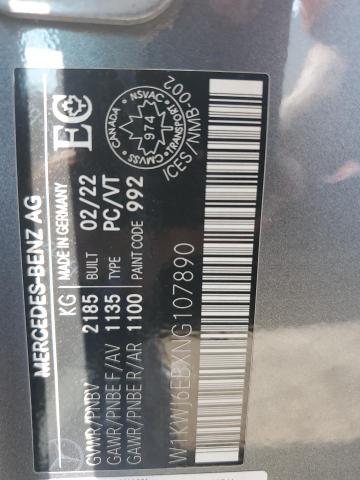 MERCEDES-BENZ AG
KG MADE IN GERMANY EC
GVWR/PNBV 2185 BUILT 02/22
GAWR/PNBE F/AV 1135 TYPE PC/VT
GAWR/PNBE R/AR 1100 PAINT CODE 992
NSVAC CANADA 974 TRANSPORT CMVSS
ICES/NMB-002
W1KWJ6EBXNG107890